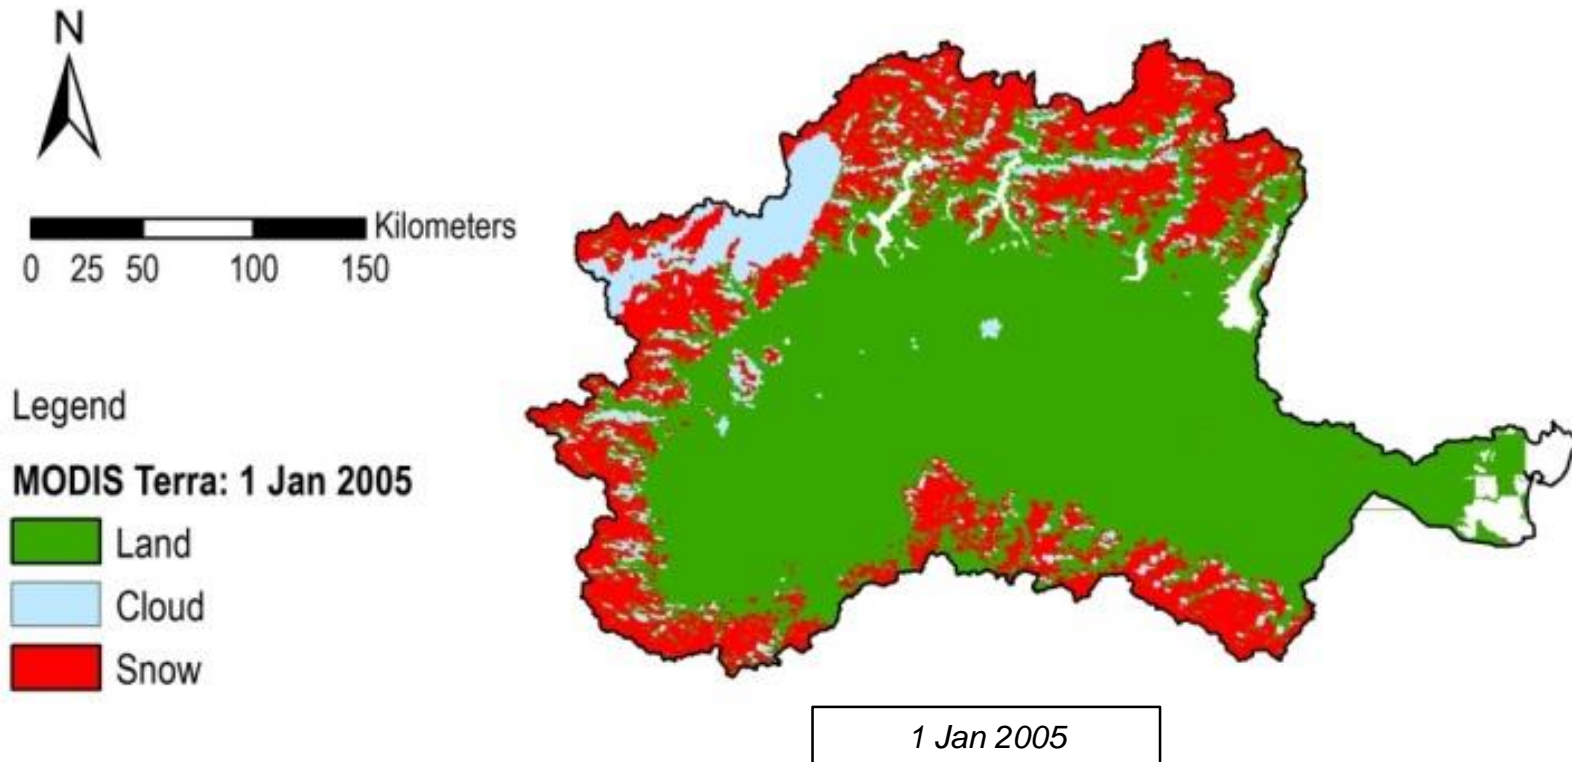 N
Kilometers
0 25 50 100 150
Legend
MODIS Terra: 1 Jan 2005
Land
Cloud
Snow
1 Jan 2005